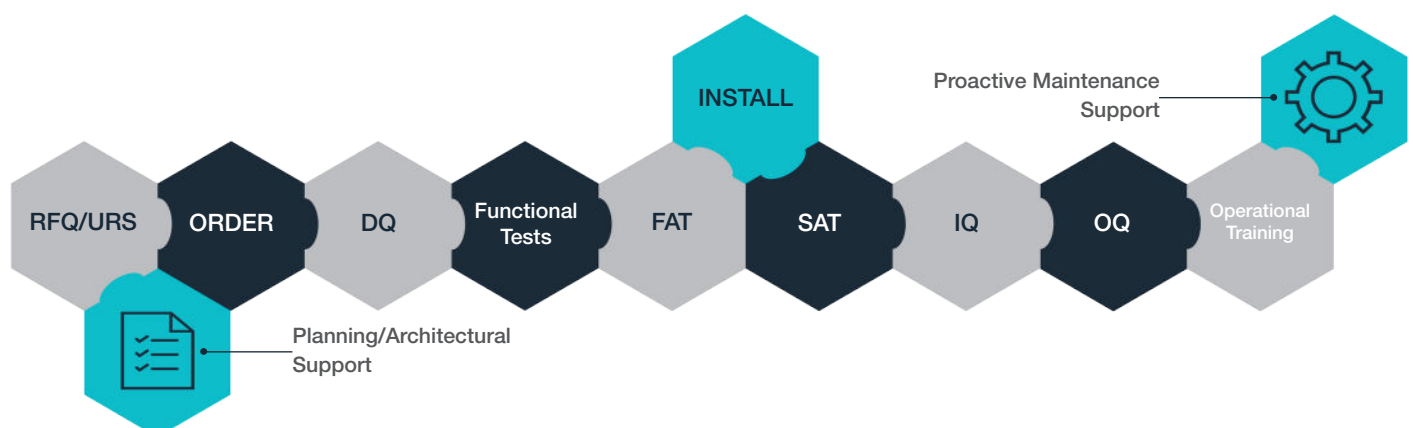 INSTALL
Proactive Maintenance
Support
RFQ/URS
ORDER
DQ
Functional
Tests
FAT
SAT
IQ
OQ
Operational
Training
Planning/Architectural
Support